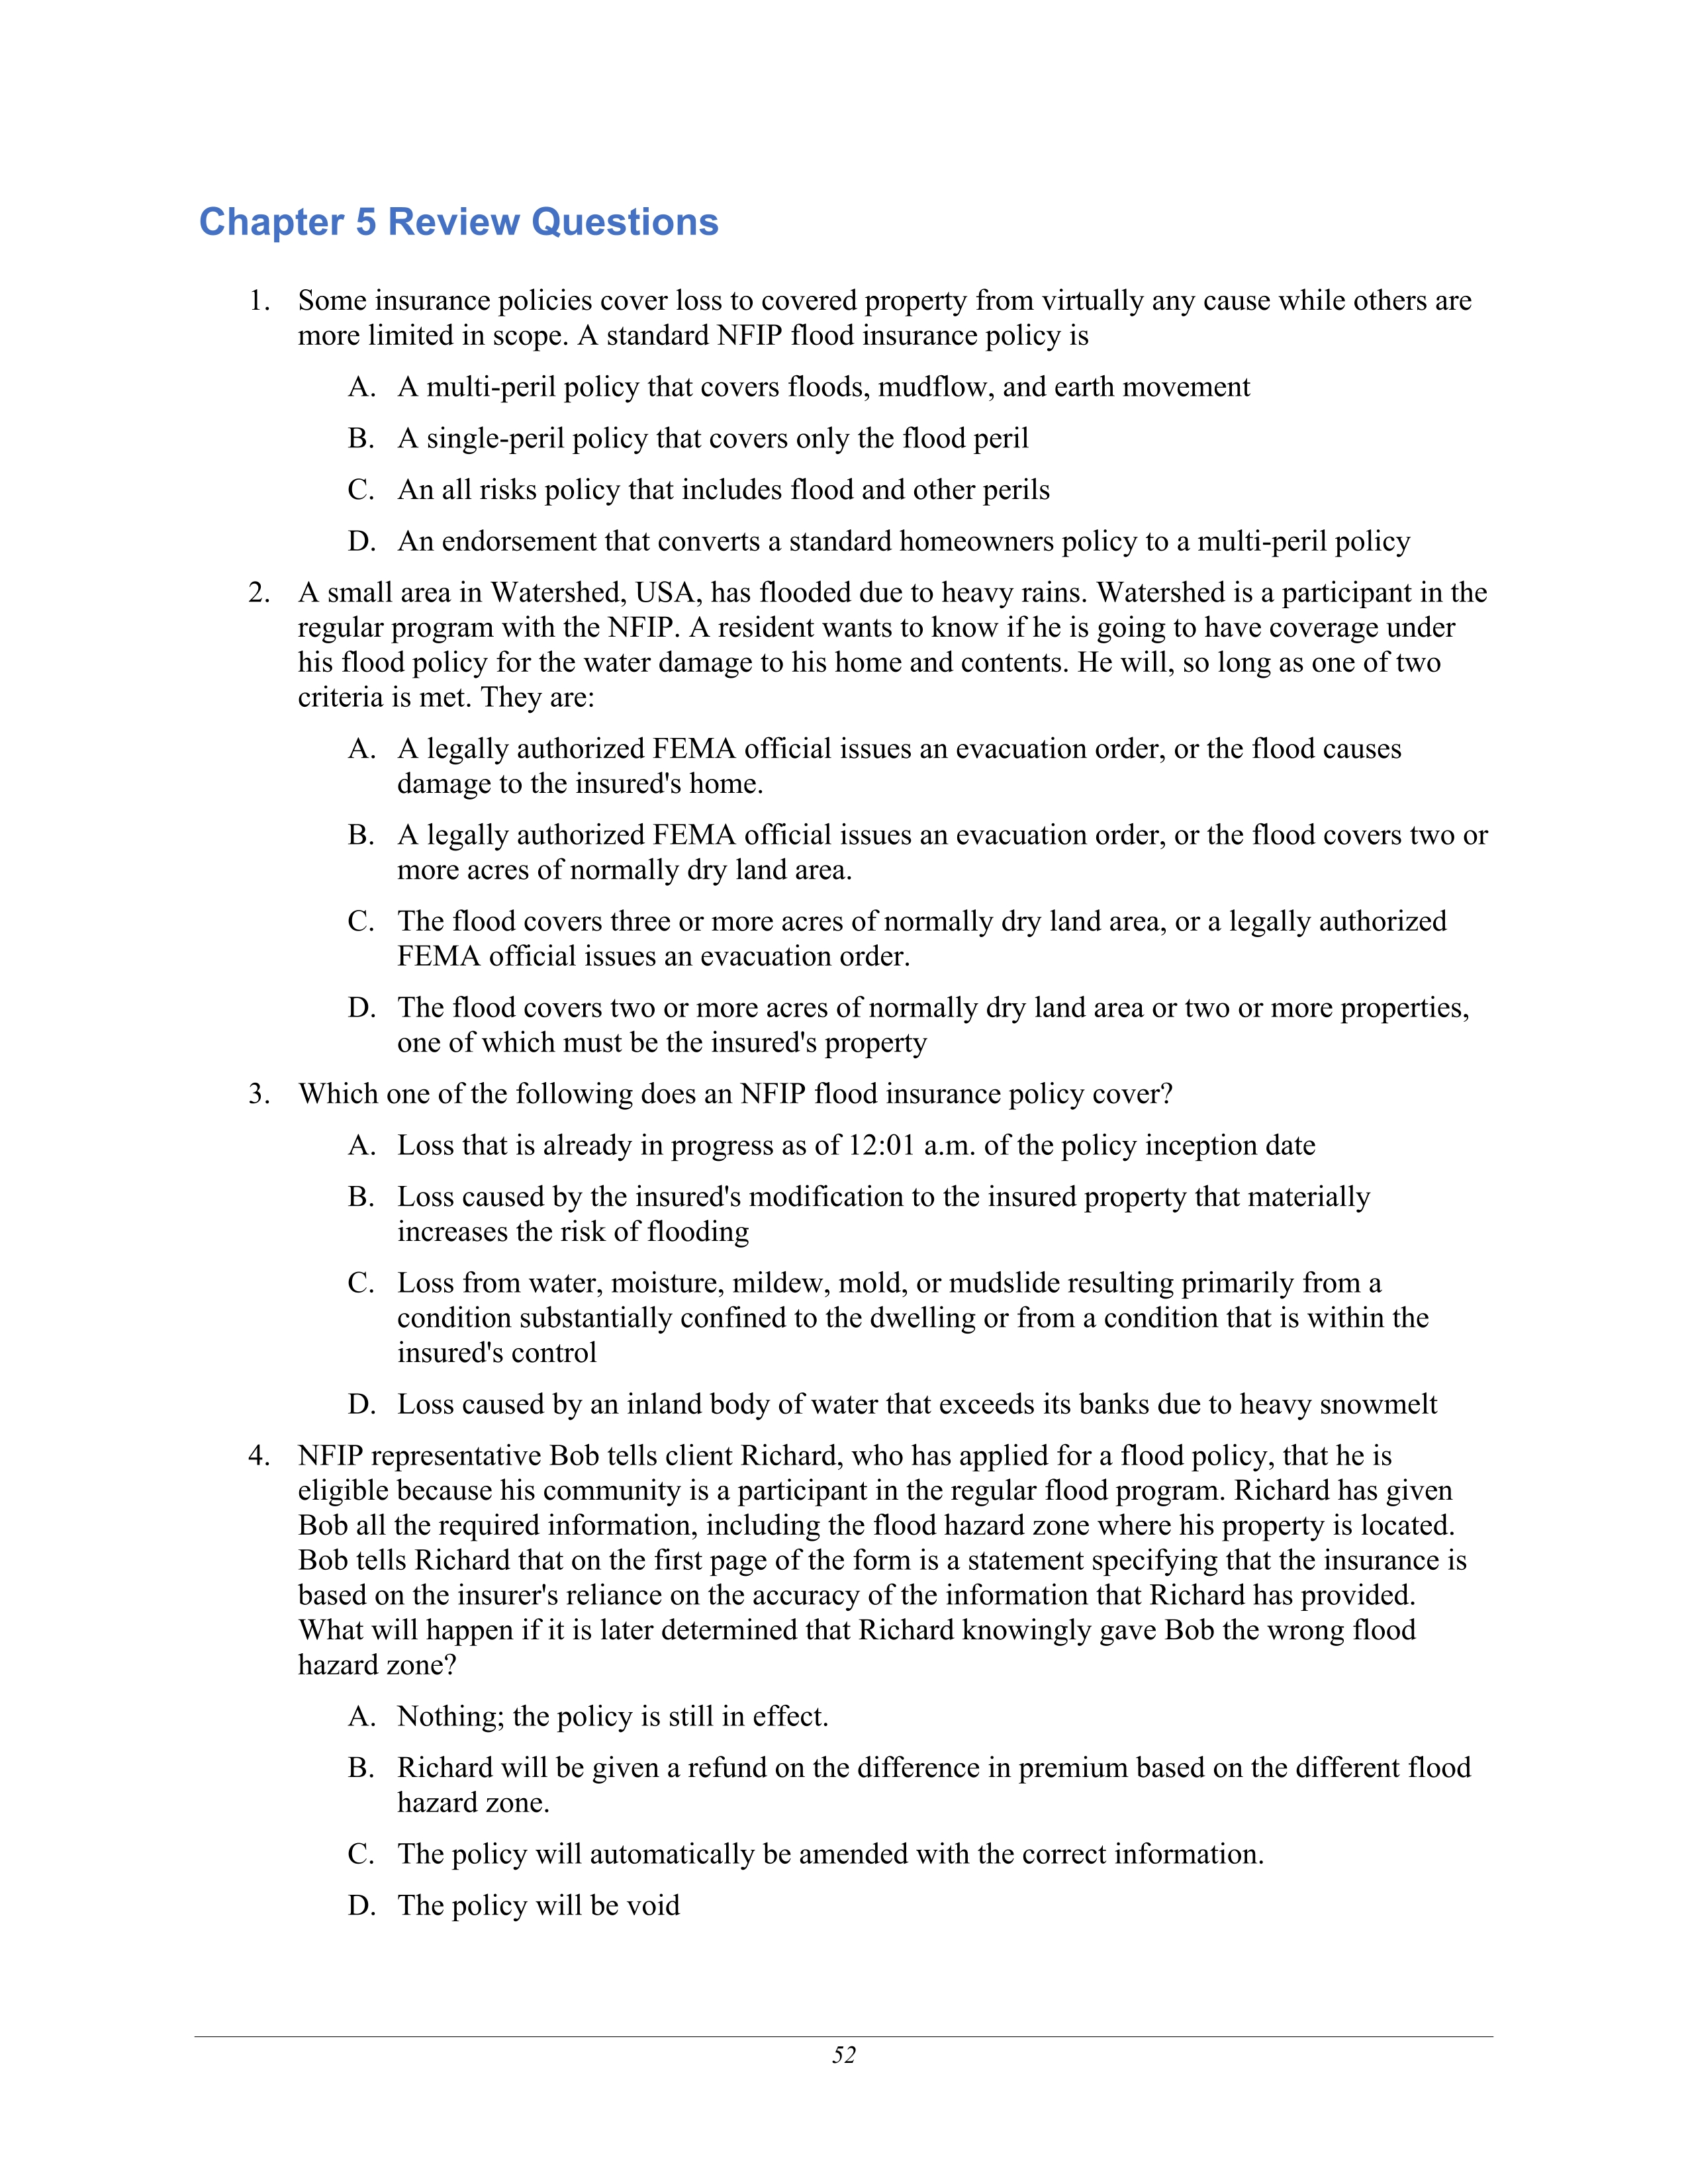 Chapter 5 Review Questions
1. Some insurance policies cover loss to covered property from virtually any cause while others are
more limited in scope. A standard NFIP flood insurance policy is
A. A multi-peril policy that covers floods, mudflow, and earth movement
B. A single-peril policy that covers only the flood peril
C. An all risks policy that includes flood and other perils
D. An endorsement that converts a standard homeowners policy to a multi-peril policy
2. A small area in Watershed, USA, has flooded due to heavy rains. Watershed is a participant in the
regular program with the NFIP. A resident wants to know if he is going to have coverage under
his flood policy for the water damage to his home and contents. He will, so long as one of two
criteria is met. They are:
A. A legally authorized FEMA official issues an evacuation order, or the flood causes
damage to the insured's home.
B. A legally authorized FEMA official issues an evacuation order, or the flood covers two or
more acres of normally dry land area.
C. The flood covers three or more acres of normally dry land area, or a legally authorized
FEMA official issues an evacuation order.
D. The flood covers two or more acres of normally dry land area or two or more properties,
one of which must be the insured's property
3. Which one of the following does an NFIP flood insurance policy cover?
A. Loss that is already in progress as of 12:01 a.m. of the policy inception date
B. Loss caused by the insured's modification to the insured property that materially
increases the risk of flooding
C. Loss from water, moisture, mildew, mold, or mudslide resulting primarily from a
condition substantially confined to the dwelling or from a condition that is within the
insured's control
D. Loss caused by an inland body of water that exceeds its banks due to heavy snowmelt
4. NFIP representative Bob tells client Richard, who has applied for a flood policy, that he is
eligible because his community is a participant in the regular flood program. Richard has given
Bob all the required information, including the flood hazard zone where his property is located.
Bob tells Richard that on the first page of the form is a statement specifying that the insurance is
based on the insurer's reliance on the accuracy of the information that Richard has provided.
What will happen if it is later determined that Richard knowingly gave Bob the wrong flood
hazard zone?
A. Nothing; the policy is still in effect.
B. Richard will be given a refund on the difference in premium based on the different flood
hazard zone.
C. The policy will automatically be amended with the correct information.
D. The policy will be void
52